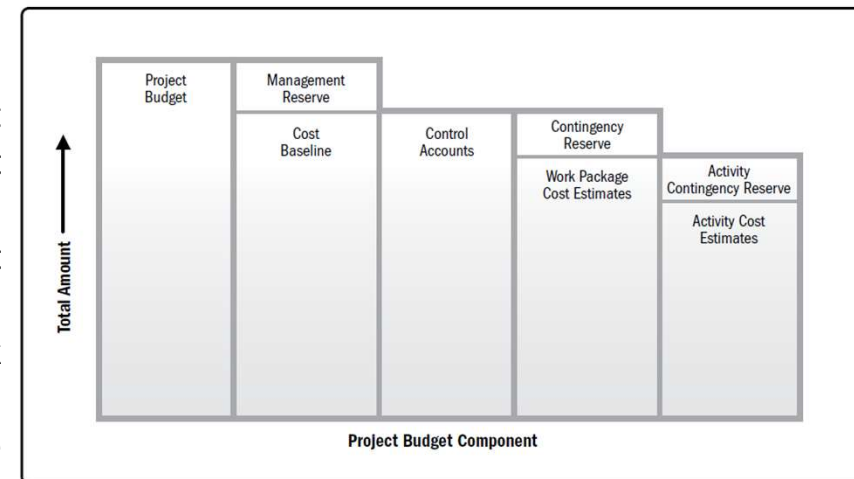 Project
Budget
Management
Reserve
Cost
Baseline
Control
Accounts
Contingency
Reserve
Work Package
Cost Estimates
Activity
Contingency Reserve
Activity Cost
Estimates
Total Amount
Project Budget Component